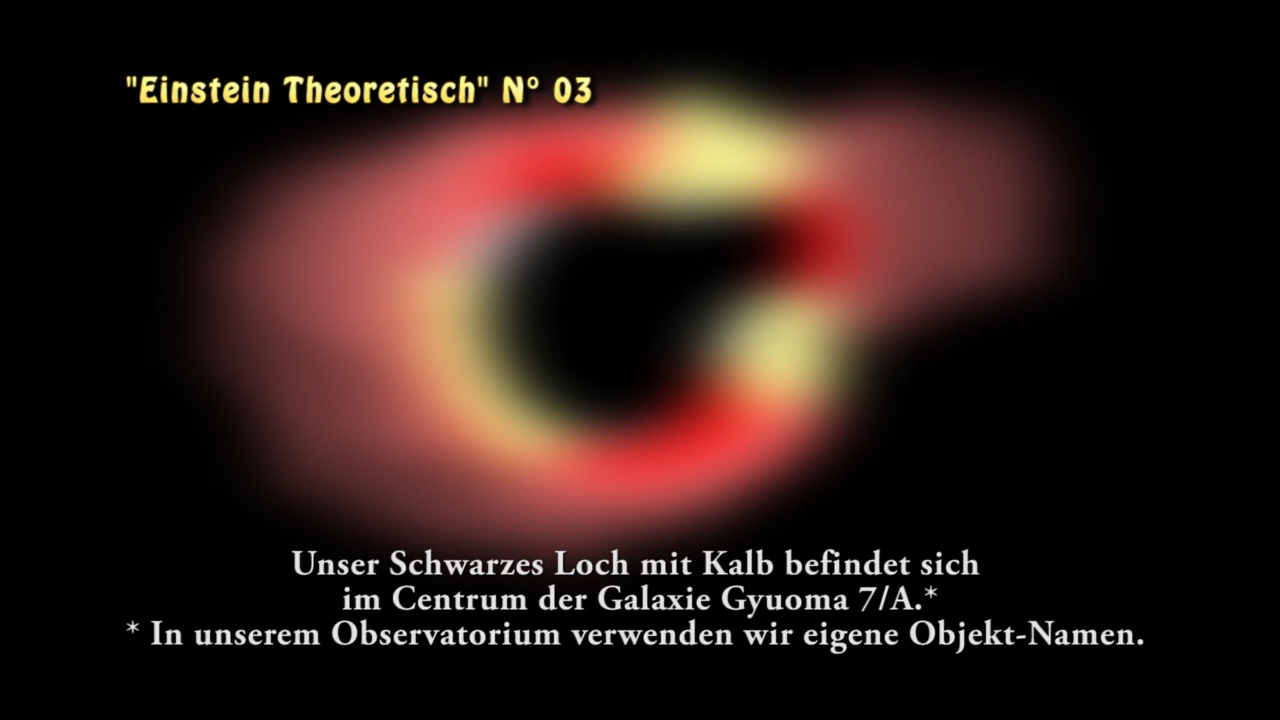 "Einstein Theoretisch" N° 03
Unser Schwarzes Loch mit Kalb befindet sich
im Centrum der Galaxie Gyuoma 7/A.*
* In unserem Observatorium verwenden wir eigene Objekt-Namen.